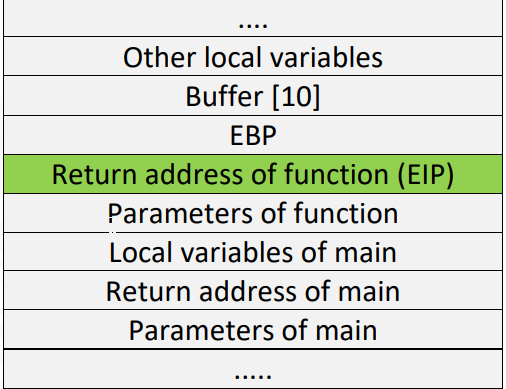 ....
Other local variables
Buffer [10]
EBP
Return address of function (EIP)
Parameters of function
Local variables of main
Return address of main
Parameters of main
.....